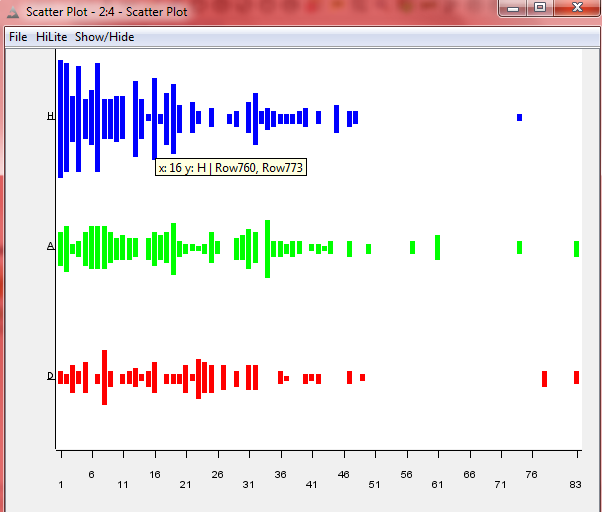 Scatter Plot - 2:4 - Scatter Plot
File HiLite Show/Hide
H
x: 16 y: H | Row760, Row773
A
D
6 16 26 36 46 56 66 76
1 11 21 31 41 51 61 71 83